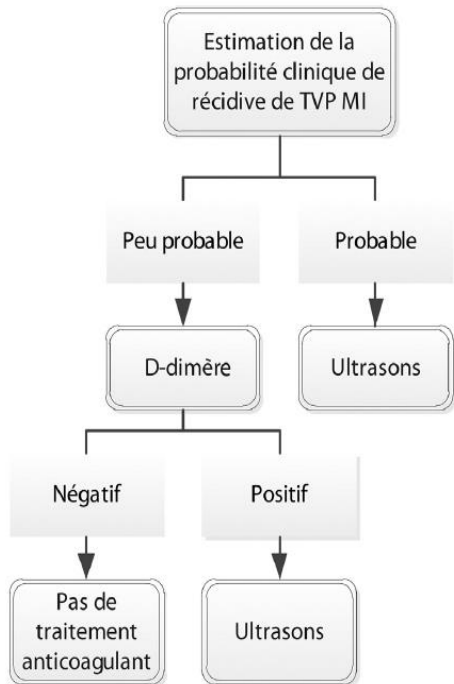 Estimation de la
probabilité clinique de
récidive de TVP MI
Peu probable
Probable
D-dimère
Ultrasons
Négatif
Positif
Pas de
traitement
anticoagulant
Ultrasons